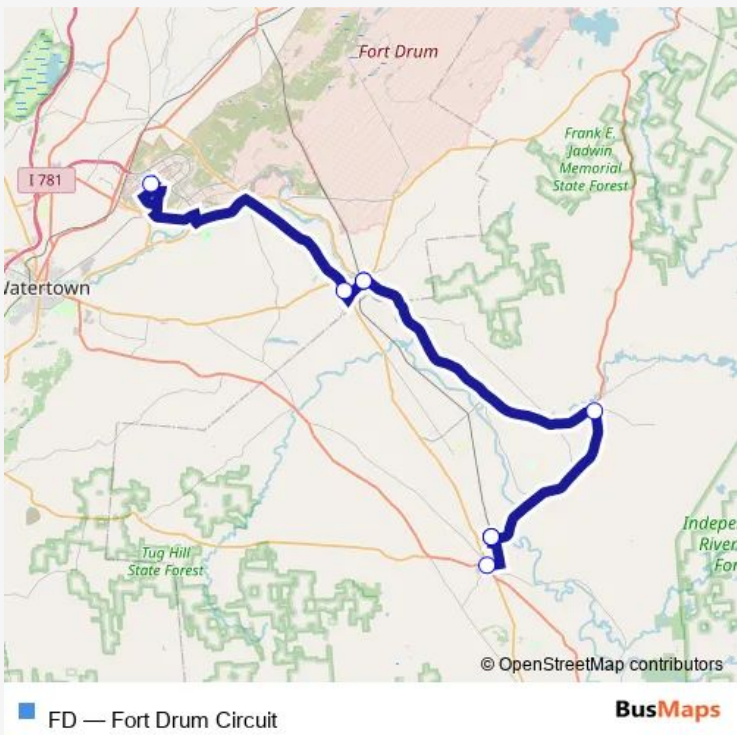 Fort Drum
Frank E.
Jadwin
Memorial
State Forest
I 781
Watertown
Indepe
River
For
Tug Hill
State Forest
© OpenStreetMap contributors
FD — Fort Drum Circuit
BusMaps